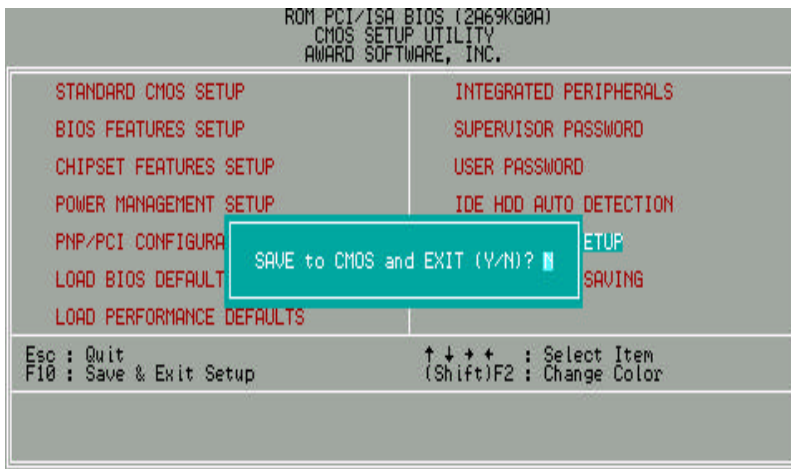 ROM PCI/ISA BIOS (2A69KG0A)
CMOS SETUP UTILITY
AWARD SOFTWARE, INC.
STANDARD CMOS SETUP
BIOS FEATURES SETUP
CHIPSET FEATURES SETUP
POWER MANAGEMENT SETUP
PNP/PCI CONFIGURA
LOAD BIOS DEFAULT
LOAD PERFORMANCE DEFAULTS
INTEGRATED PERIPHERALS
SUPERVISOR PASSWORD
USER PASSWORD
IDE HDD AUTO DETECTION
ETUP
SAVING
SAVE to CMOS and EXIT (Y/N)? N
Esc : Quit
F10 : Save & Exit Setup
↑ ↓ → ← : Select Item
(Shift)F2 : Change Color